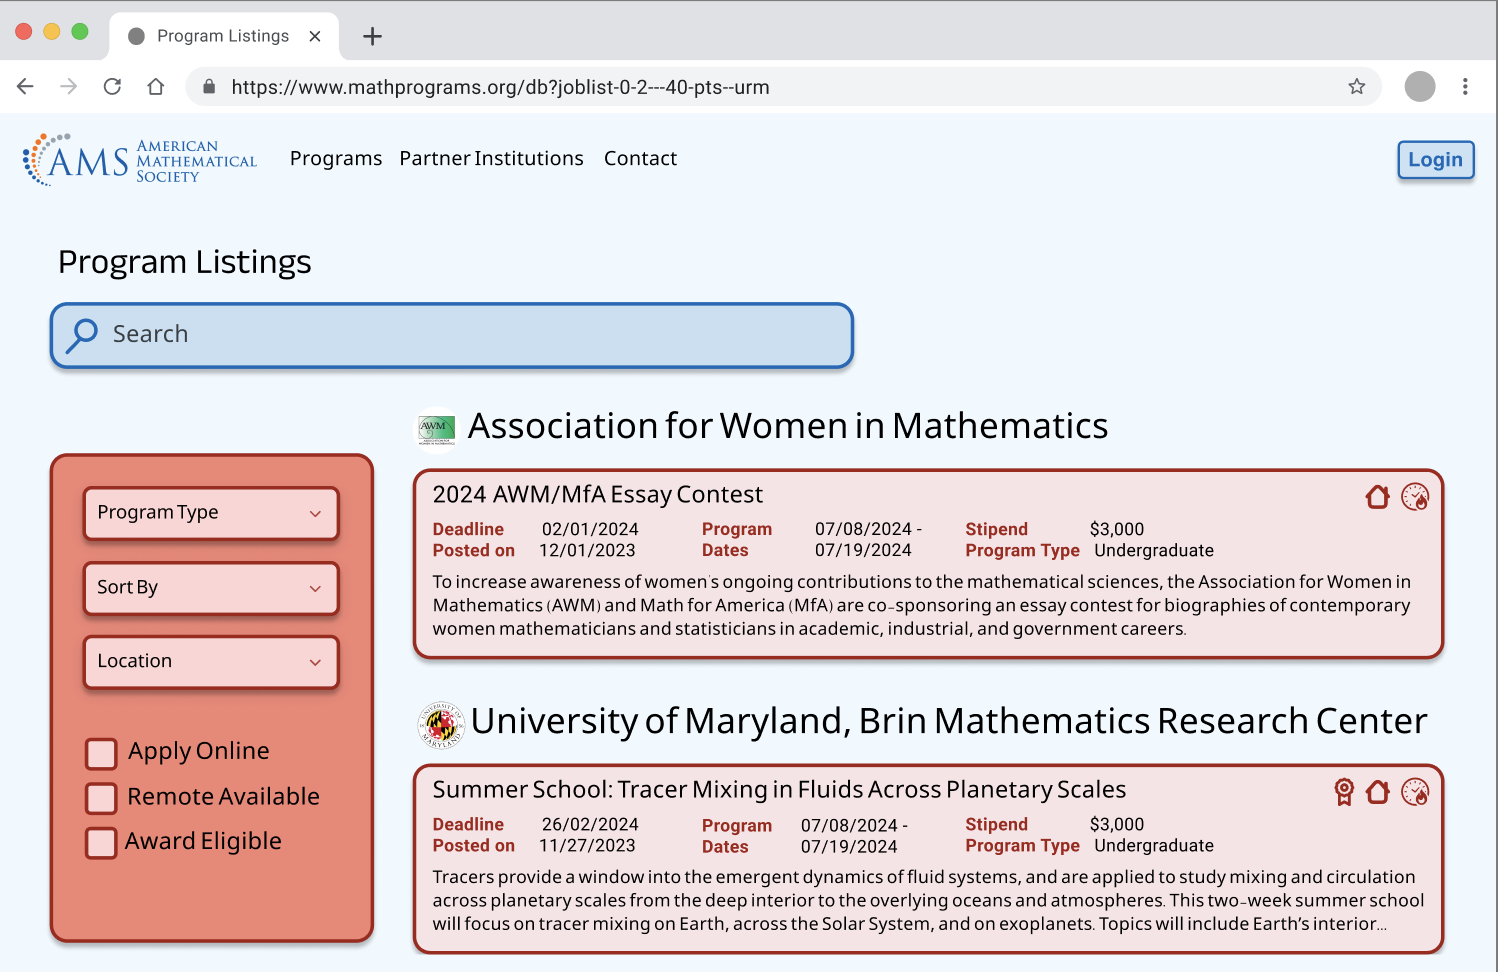 Program Listings
https://www.mathprograms.org/db?joblist-0-2---40-pts--urm
AMS AMERICAN MATHEMATICAL SOCIETY
Programs Partner Institutions Contact
Login
Program Listings
Search
Program Type
Sort By
Location
Apply Online
Remote Available
Award Eligible
AWM
Association for Women in Mathematics
2024 AWM/MfA Essay Contest
Deadline 02/01/2024 Program 07/08/2024 - Stipend $3,000
Posted on 12/01/2023 Dates 07/19/2024 Program Type Undergraduate
To increase awareness of women's ongoing contributions to the mathematical sciences, the Association for Women in
Mathematics (AWM) and Math for America (MfA) are co-sponsoring an essay contest for biographies of contemporary
women mathematicians and statisticians in academic, industrial, and government careers.
UNIVERSITY OF MARYLAND
University of Maryland, Brin Mathematics Research Center
Summer School: Tracer Mixing in Fluids Across Planetary Scales
Deadline 26/02/2024 Program 07/08/2024 - Stipend $3,000
Posted on 11/27/2023 Dates 07/19/2024 Program Type Undergraduate
Tracers provide a window into the emergent dynamics of fluid systems, and are applied to study mixing and circulation
across planetary scales from the deep interior to the overlying oceans and atmospheres. This two-week summer school
will focus on tracer mixing on Earth, across the Solar System, and on exoplanets. Topics will include Earth’s interior...